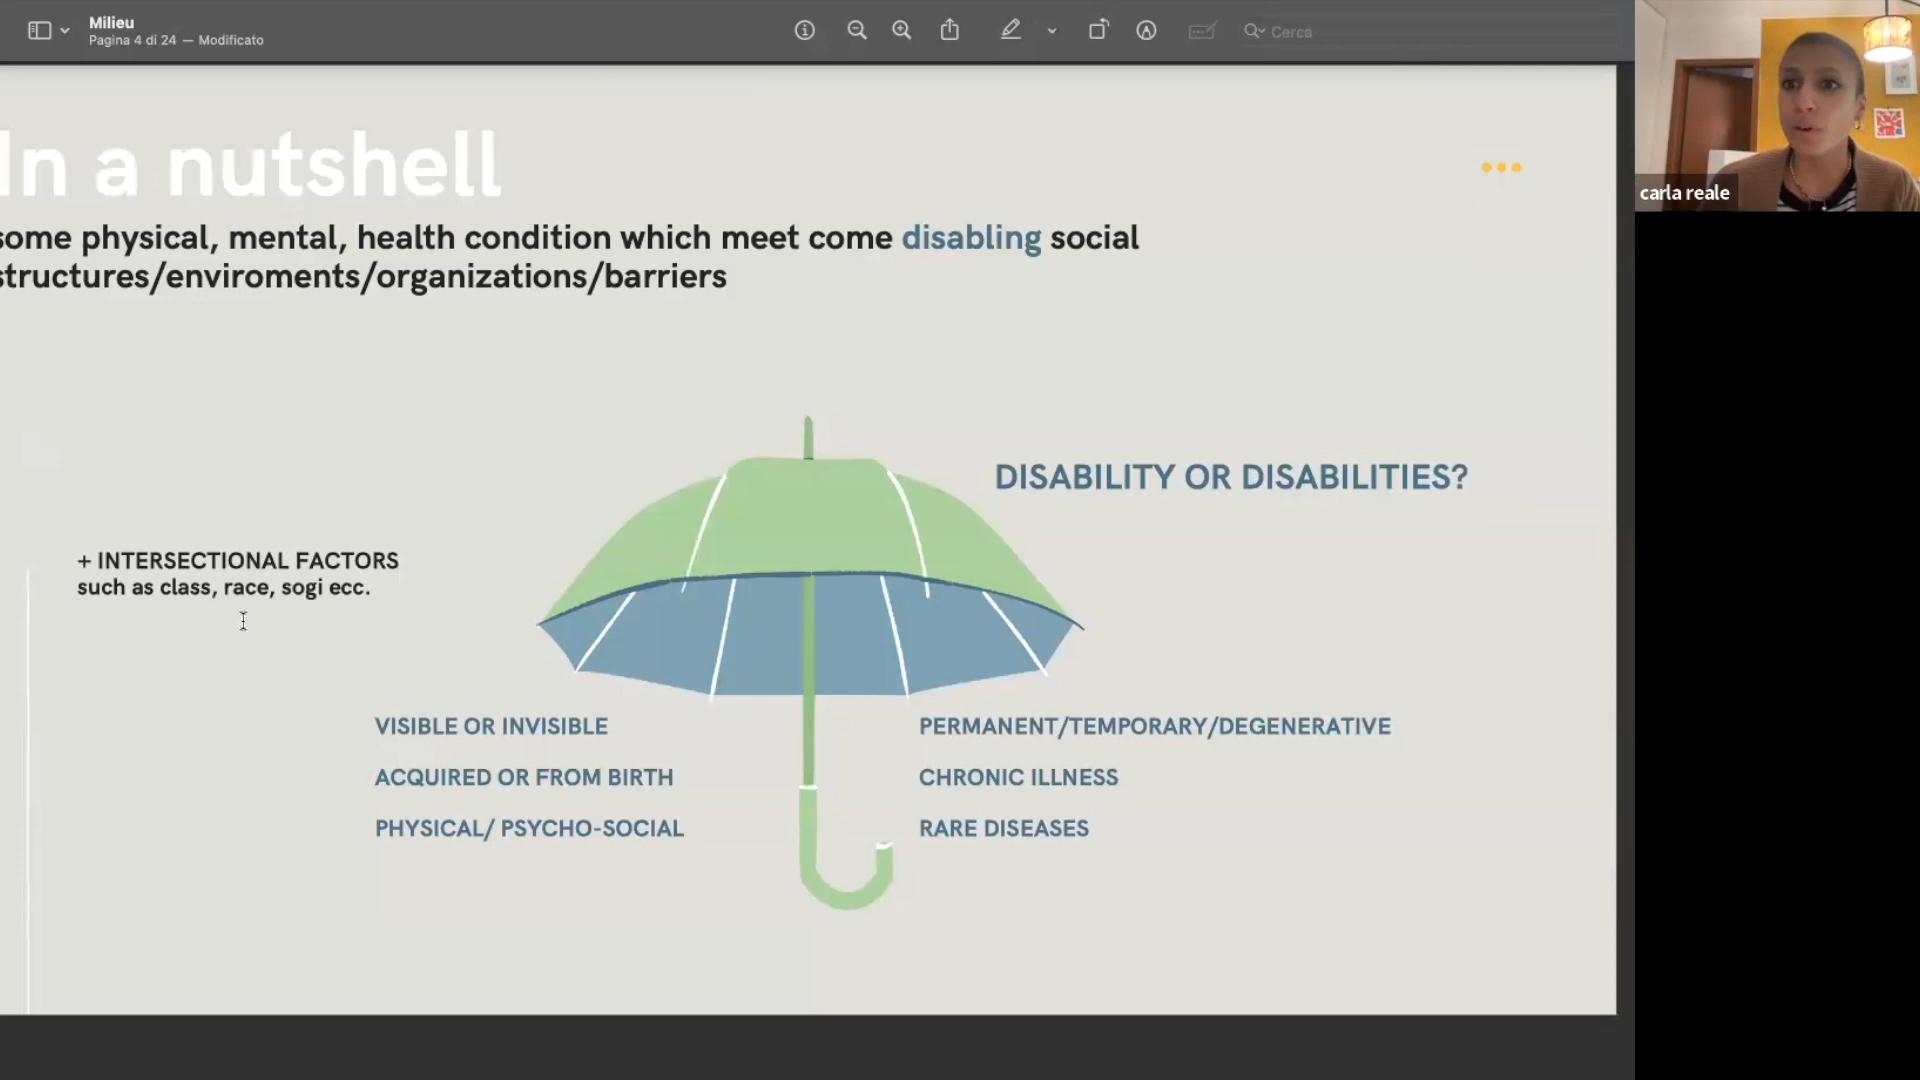 Milieu
Pagina 4 di 24 — Modificato
Cerca
carla reale
In a nutshell
some physical, mental, health condition which meet come disabling social
structures/enviroments/organizations/barriers
DISABILITY OR DISABILITIES?
+ INTERSECTIONAL FACTORS
such as class, race, sogi ecc.
VISIBLE OR INVISIBLE
ACQUIRED OR FROM BIRTH
PHYSICAL/ PSYCHO-SOCIAL
PERMANENT/TEMPORARY/DEGENERATIVE
CHRONIC ILLNESS
RARE DISEASES